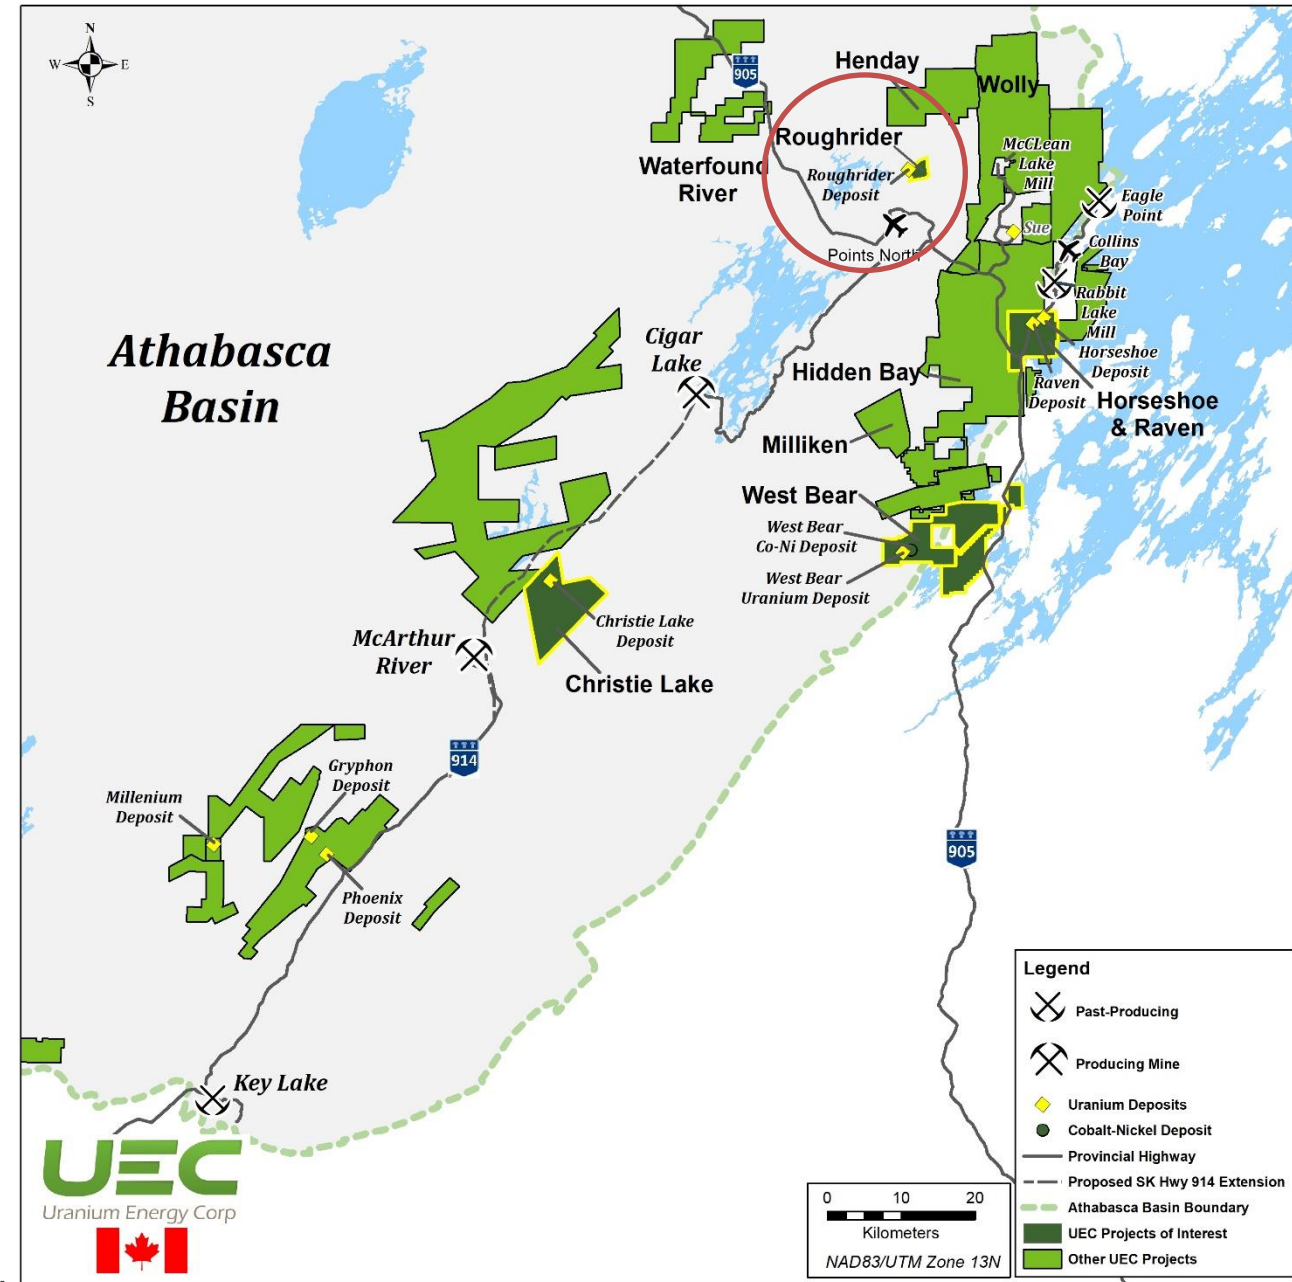 N
W
E
S
905
Henday
Wolly
Roughrider
Roughrider
Deposit
Waterfound
River
McCLean
Lake
Mill
Eagle
Point
Sue
Collins
Bay
Points North
Rabbit
Lake
Mill
Horseshoe
Deposit
Raven
Deposit
Horseshoe
& Raven
Athabasca
Basin
Cigar
Lake
Hidden Bay
Milliken
West Bear
West Bear
Co-Ni Deposit
West Bear
Uranium Deposit
Christie Lake
Deposit
McArthur
River
Christie Lake
914
Gryphon
Deposit
Millenium
Deposit
Phoenix
Deposit
905
Key Lake
UEC
Uranium Energy Corp
Legend
Past-Producing
Producing Mine
Uranium Deposits
Cobalt-Nickel Deposit
Provincial Highway
Proposed SK Hwy 914 Extension
Athabasca Basin Boundary
UEC Projects of Interest
Other UEC Projects
0 10 20
Kilometers
NAD83/UTM Zone 13N